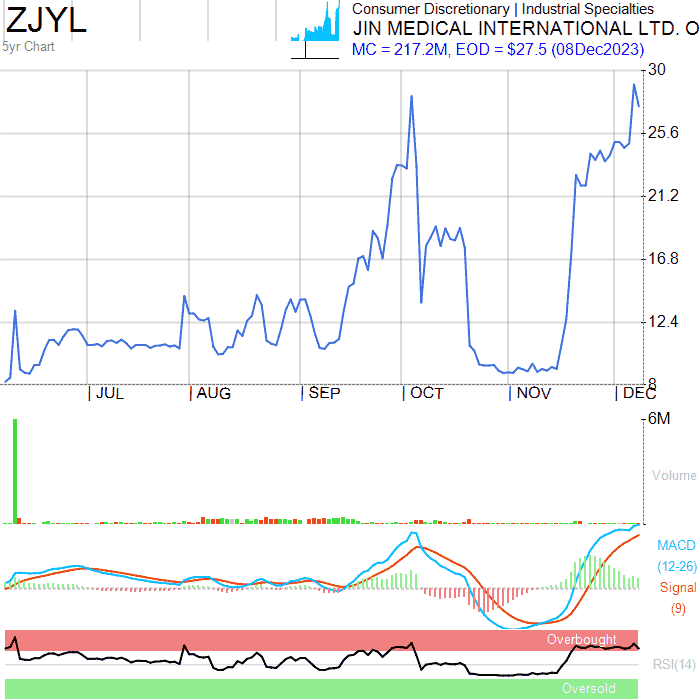 ZJYL
5yr Chart
Consumer Discretionary | Industrial Specialties
JIN MEDICAL INTERNATIONAL LTD. O
MC = 217.2M, EOD = $27.5 (08Dec2023)
30
25.6
21.2
16.8
12.4
8
JUL AUG SEP OCT NOV DEC
6M
Volume
MACD
(12-26)
Signal
(9)
Overbought
RSI(14)
Oversold